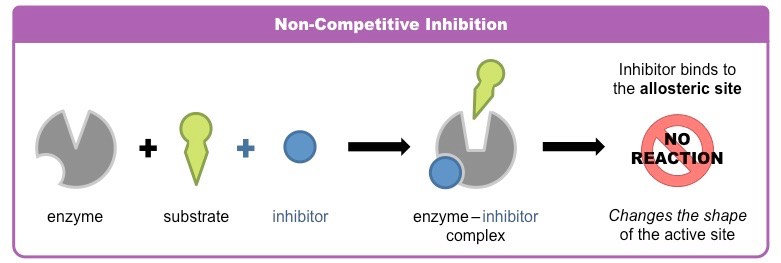 Non-Competitive Inhibition
Inhibitor binds to
the allosteric site
NO
REACTION
enzyme
substrate
inhibitor
enzyme – inhibitor
complex
Changes the shape
of the active site